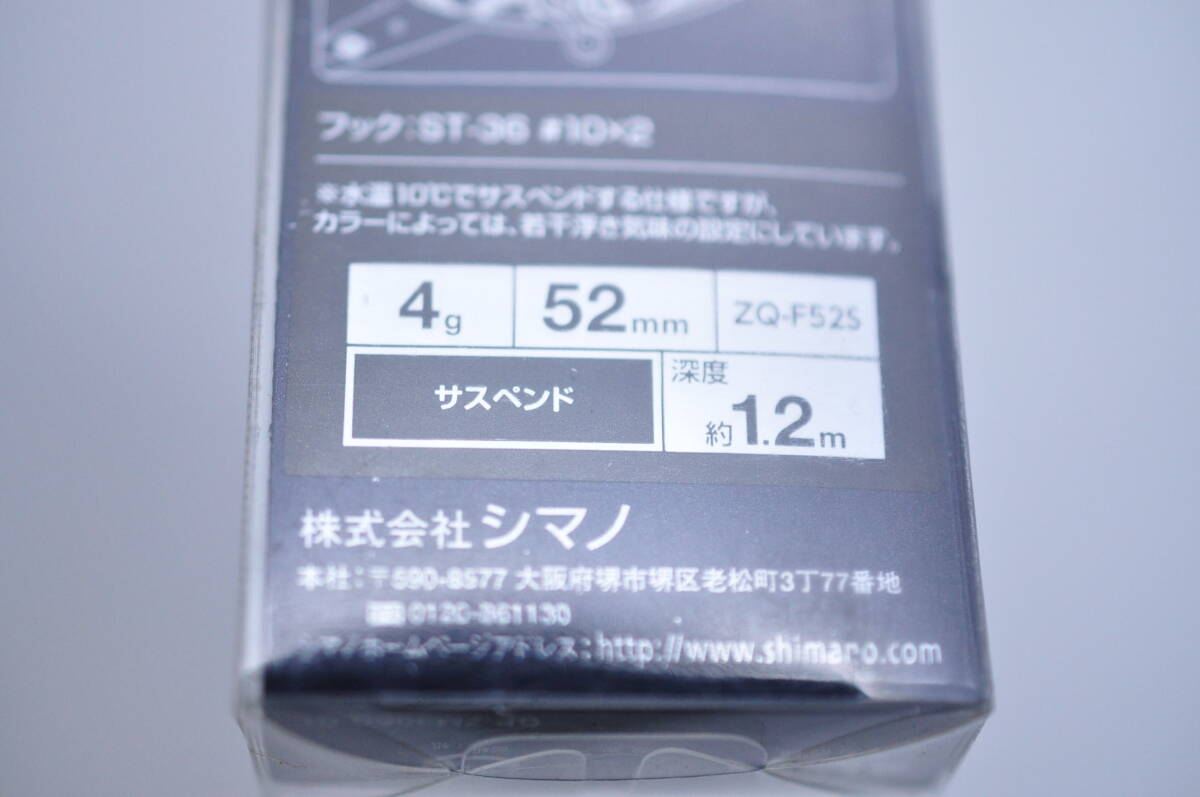 フック:ST-36 #10×2
※水温10℃でサスペンドする仕様ですが、
カラーによっては、若干浮き気味の設定にしています。
4g 52mm ZQ-F52S
サスペンド 深度 約1.2m
株式会社シマノ
本社:〒590-8577 大阪府堺市堺区老松町3丁77番地
0120-861130
シマノホームページアドレス:http://www.shimano.com